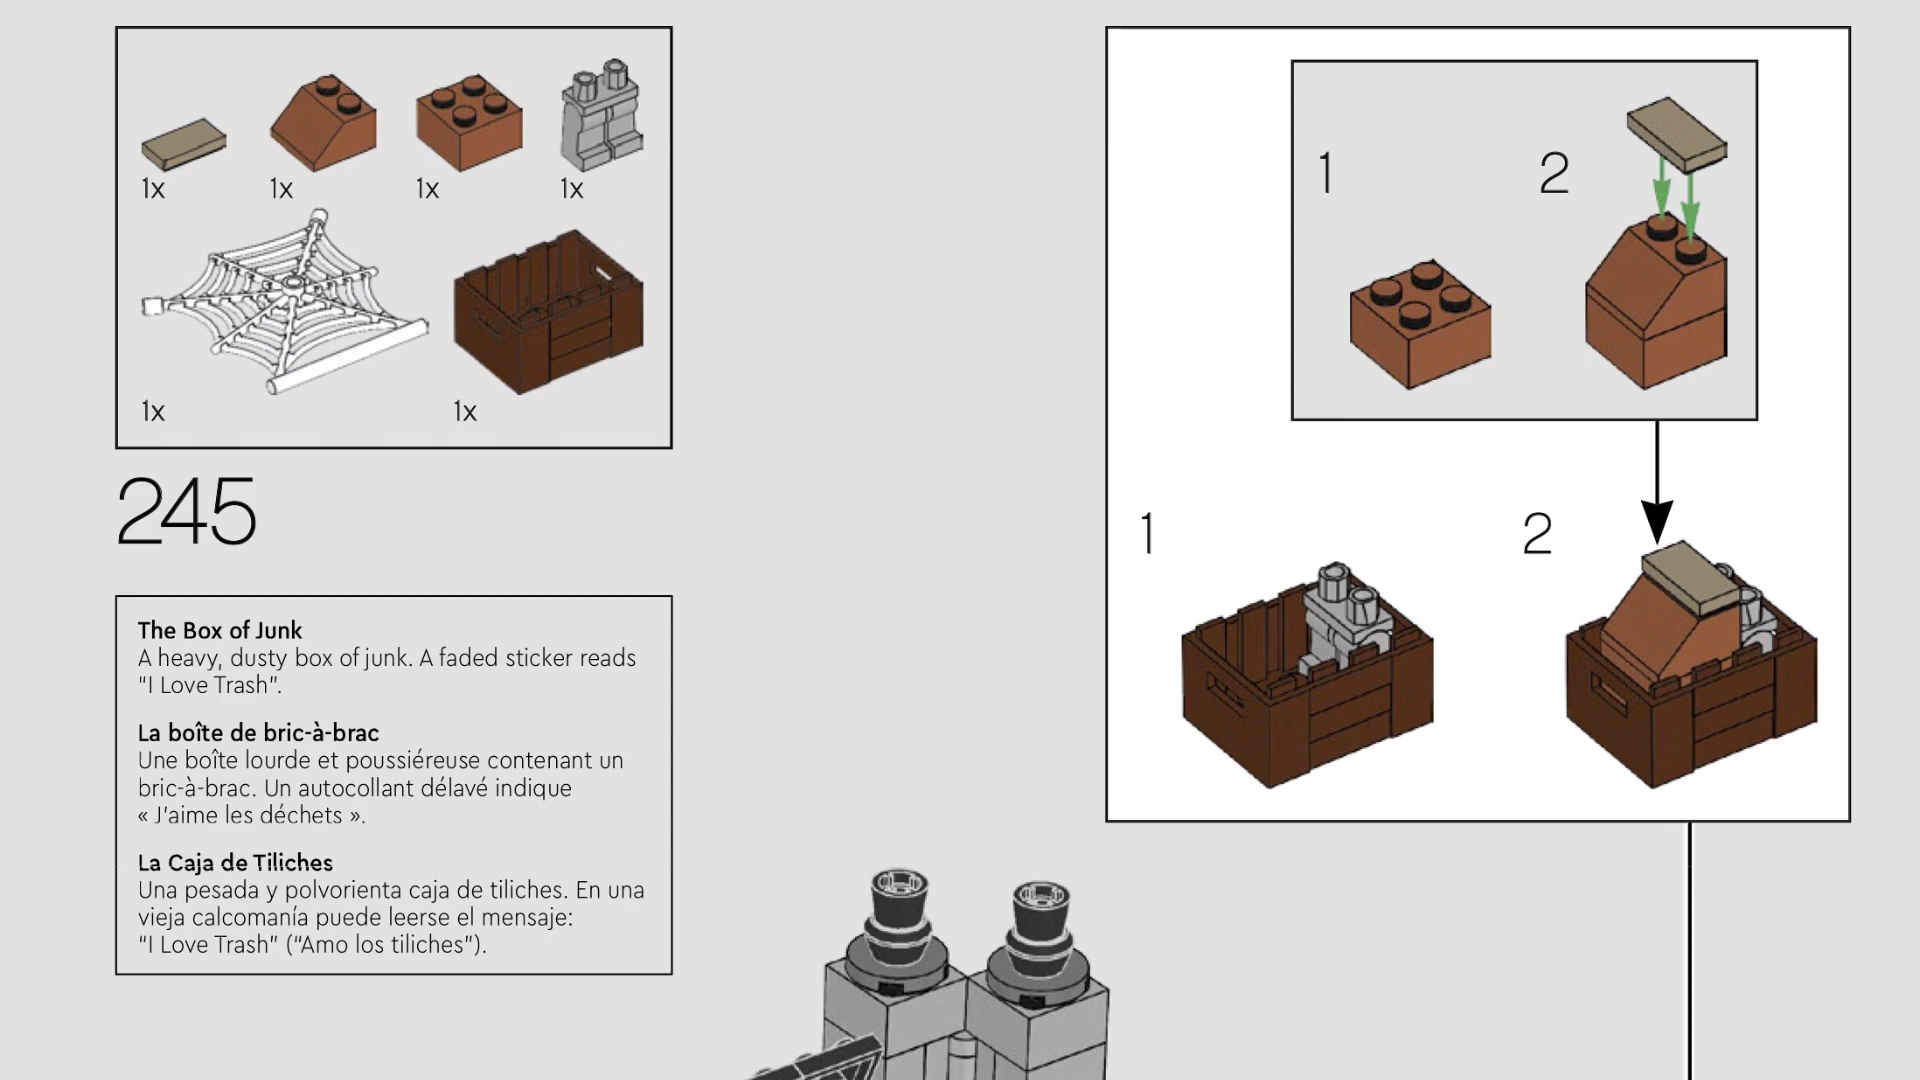 1x
1x
1x
1x
1x
1x
245
The Box of Junk
A heavy, dusty box of junk. A faded sticker reads
"I Love Trash".
La boîte de bric-à-brac
Une boîte lourde et poussiéreuse contenant un
bric-à-brac. Un autocollant délavé indique
« J'aime les déchets ».
La Caja de Tiliches
Una pesada y polvorienta caja de tiliches. En una
vieja calcomanía puede leerse el mensaje:
"I Love Trash" ("Amo los tiliches").
1
2
1
2